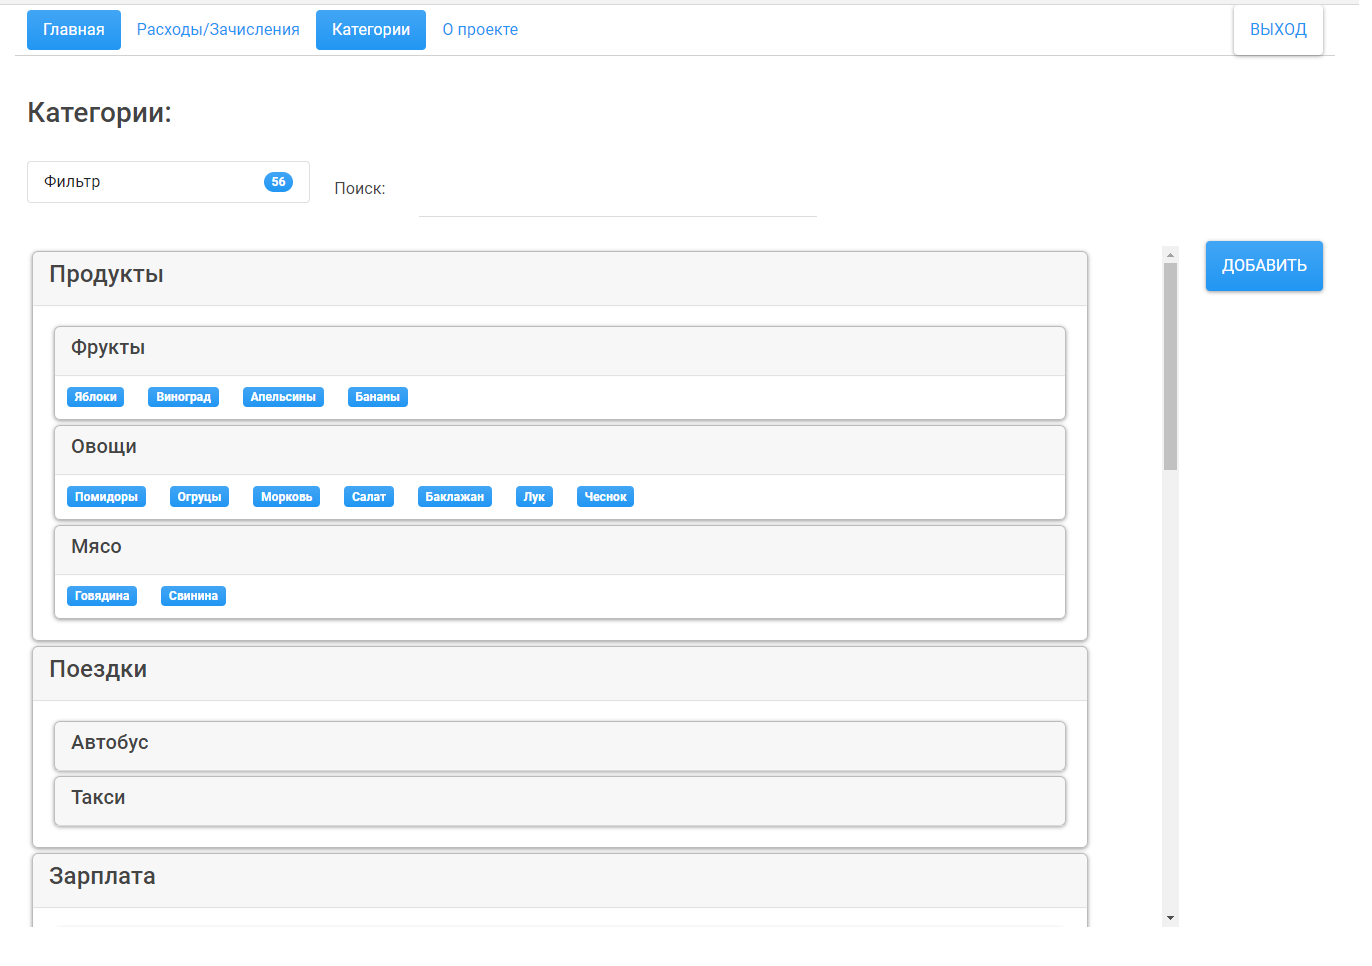 Главная Расходы/Зачисления Категории О проекте ВЫХОД
Категории:
Фильтр 56 Поиск:
ДОБАВИТЬ
Продукты
Фрукты
Яблоки Виноград Апельсины Бананы
Овощи
Помидоры Огруцы Морковь Салат Баклажан Лук Чеснок
Мясо
Говядина Свинина
Поездки
Автобус
Такси
Зарплата